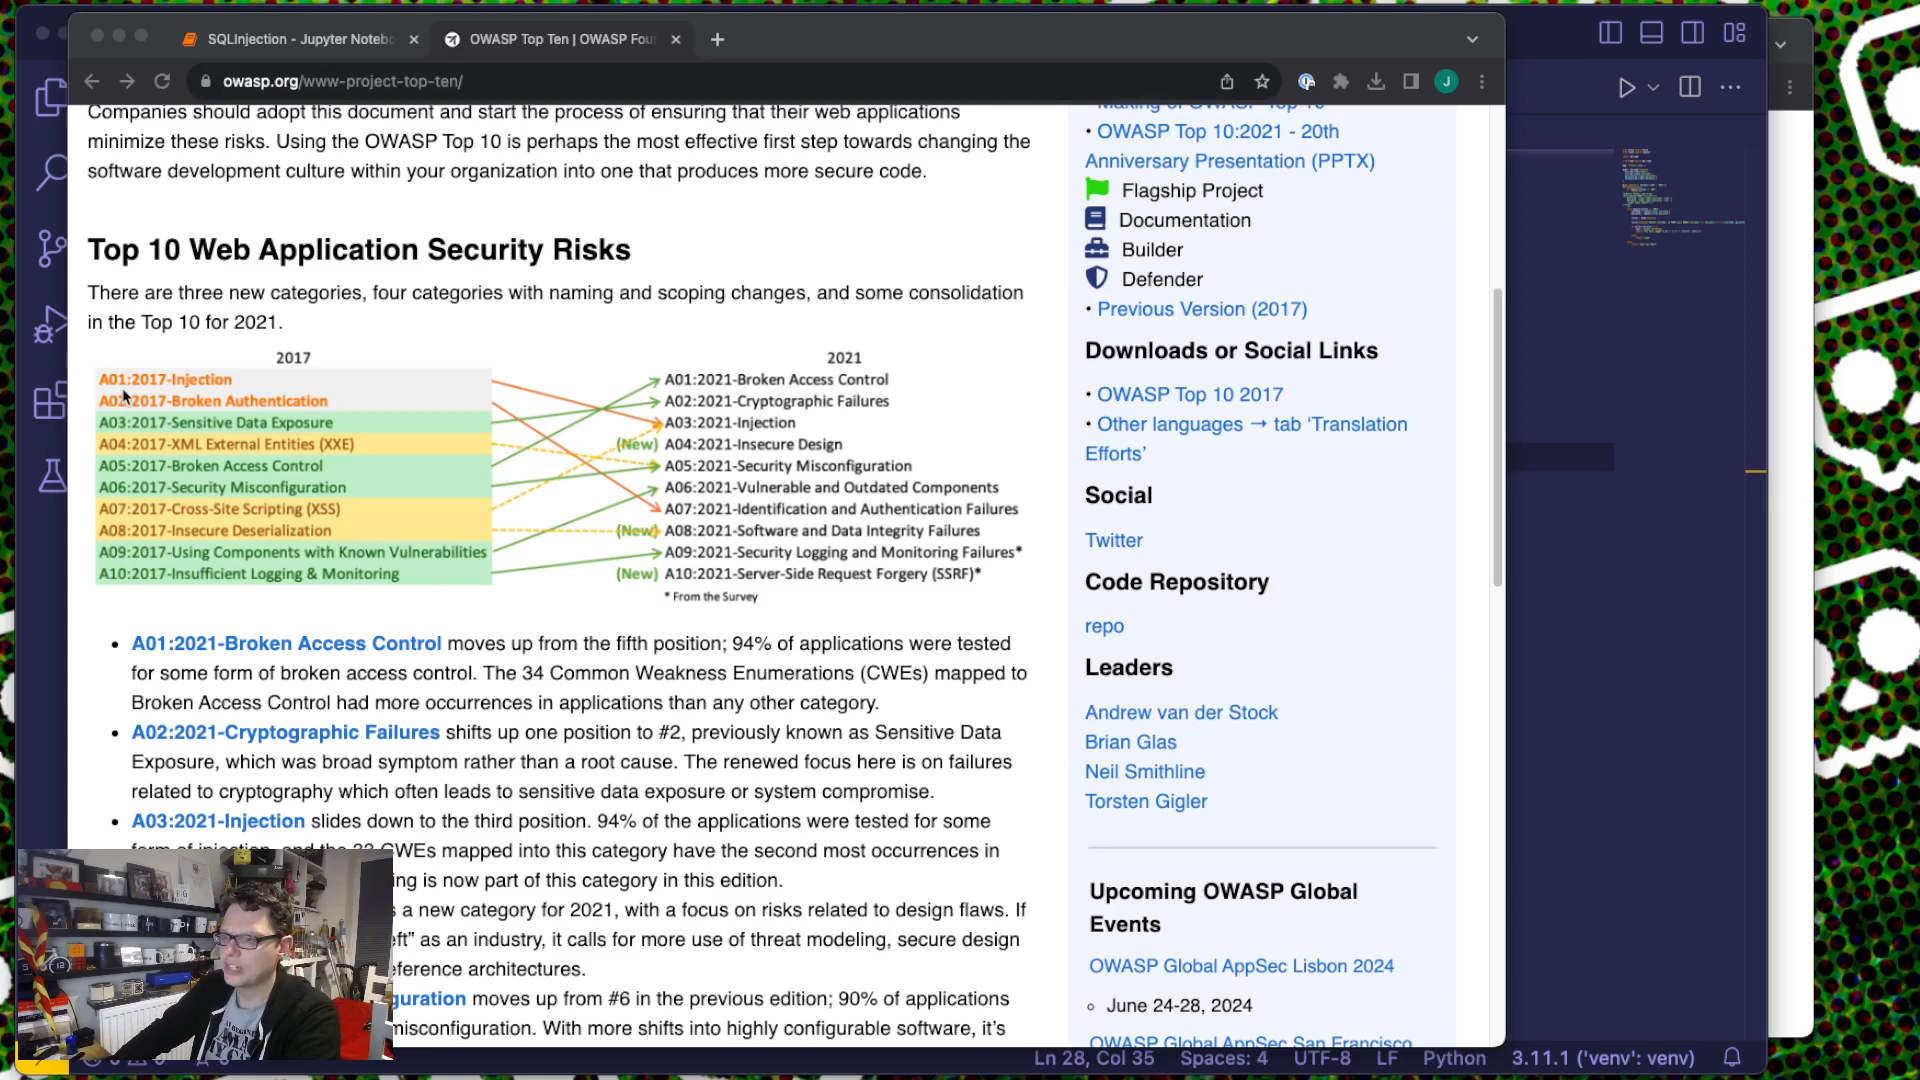 SQLInjection - Jupyter Notebo
OWASP Top Ten | OWASP Fou
owasp.org/www-project-top-ten/
J
Companies should adopt this document and start the process of ensuring that their web applications
minimize these risks. Using the OWASP Top 10 is perhaps the most effective first step towards changing the
software development culture within your organization into one that produces more secure code.
Top 10 Web Application Security Risks
There are three new categories, four categories with naming and scoping changes, and some consolidation
in the Top 10 for 2021.
2017
A01:2017-Injection
A02:2017-Broken Authentication
A03:2017-Sensitive Data Exposure
A04:2017-XML External Entities (XXE)
A05:2017-Broken Access Control
A06:2017-Security Misconfiguration
A07:2017-Cross-Site Scripting (XSS)
A08:2017-Insecure Deserialization
A09:2017-Using Components with Known Vulnerabilities
A10:2017-Insufficient Logging & Monitoring
2021
A01:2021-Broken Access Control
A02:2021-Cryptographic Failures
A03:2021-Injection
(New) A04:2021-Insecure Design
A05:2021-Security Misconfiguration
A06:2021-Vulnerable and Outdated Components
A07:2021-Identification and Authentication Failures
(New) A08:2021-Software and Data Integrity Failures
A09:2021-Security Logging and Monitoring Failures*
(New) A10:2021-Server-Side Request Forgery (SSRF)*
* From the Survey
• A01:2021-Broken Access Control moves up from the fifth position; 94% of applications were tested
for some form of broken access control. The 34 Common Weakness Enumerations (CWEs) mapped to
Broken Access Control had more occurrences in applications than any other category.
• A02:2021-Cryptographic Failures shifts up one position to #2, previously known as Sensitive Data
Exposure, which was broad symptom rather than a root cause. The renewed focus here is on failures
related to cryptography which often leads to sensitive data exposure or system compromise.
• A03:2021-Injection slides down to the third position. 94% of the applications were tested for some
form of injection, and the 33 CWEs mapped into this category have the second most occurrences in
ing is now part of this category in this edition.
s a new category for 2021, with a focus on risks related to design flaws. If
eft” as an industry, it calls for more use of threat modeling, secure design
eference architectures.
guration moves up from #6 in the previous edition; 90% of applications
misconfiguration. With more shifts into highly configurable software, it’s
Making of OWASP Top 10
• OWASP Top 10:2021 - 20th
Anniversary Presentation (PPTX)
Flagship Project
Documentation
Builder
Defender
• Previous Version (2017)
Downloads or Social Links
• OWASP Top 10 2017
• Other languages → tab ‘Translation
Efforts’
Social
Twitter
Code Repository
repo
Leaders
Andrew van der Stock
Brian Glas
Neil Smithline
Torsten Gigler
Upcoming OWASP Global
Events
OWASP Global AppSec Lisbon 2024
◦ June 24-28, 2024
OWASP Global AppSec San Francisco
Ln 28, Col 35 Spaces: 4 UTF-8 LF Python 3.11.1 ('venv': venv)